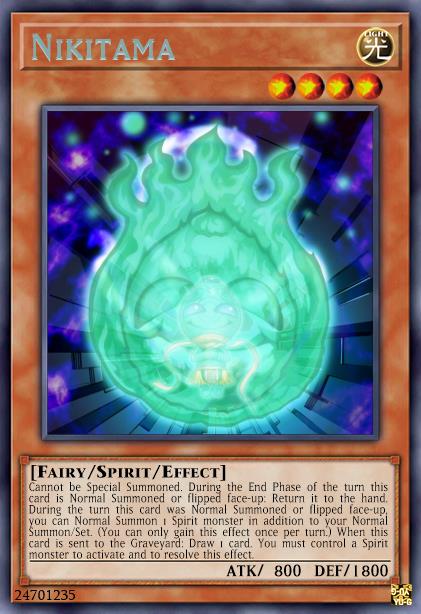 NIKITAMA
LIGHT
光
[FAIRY/SPIRIT/EFFECT]
Cannot be Special Summoned. During the End Phase of the turn this
card is Normal Summoned or flipped face-up: Return it to the hand.
During the turn this card was Normal Summoned or flipped face-up,
you can Normal Summon 1 Spirit monster in addition to your Normal
Summon/Set. (You can only gain this effect once per turn.) When this
card is sent to the Graveyard: Draw 1 card. You must control a Spirit
monster to activate and to resolve this effect.
ATK/ 800 DEF/1800
24701235